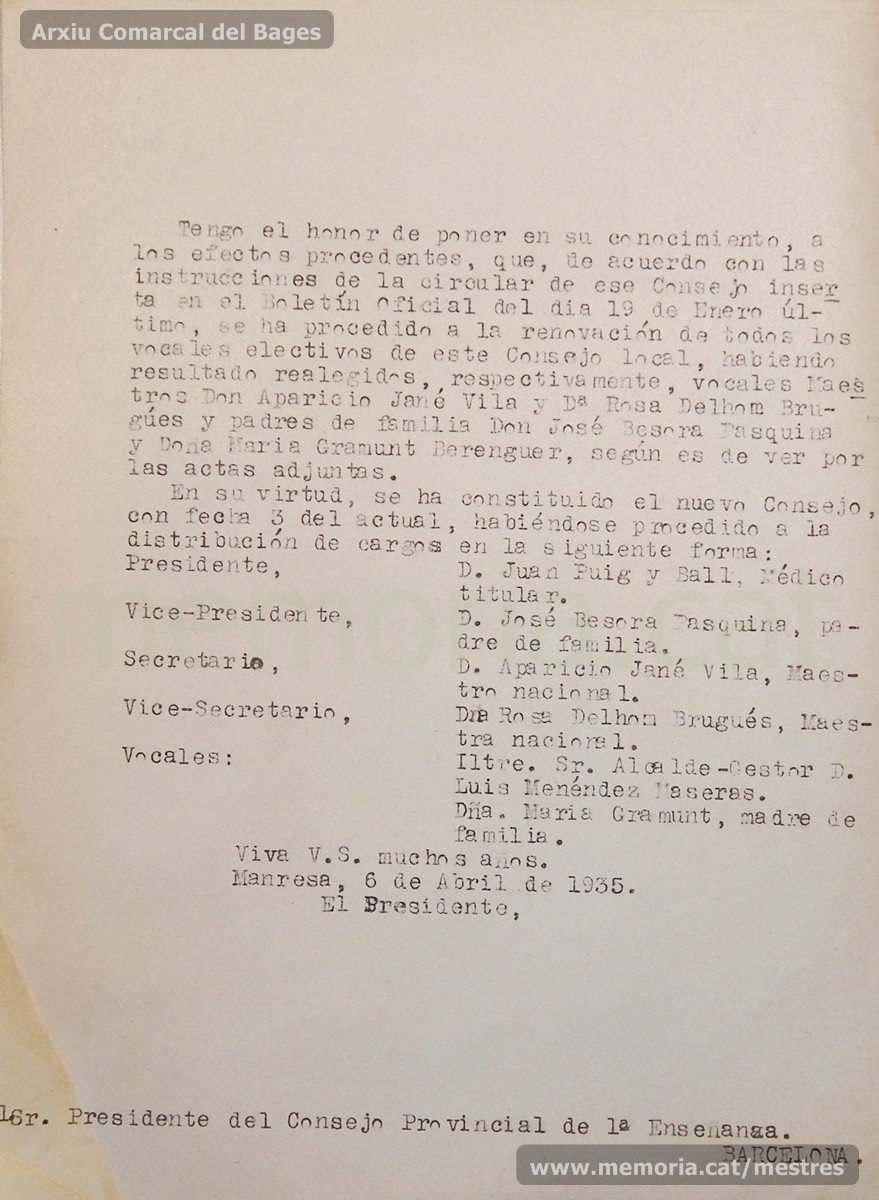 Arxiu Comarcal del Bages
Tengo el honor de poner en su conocimiento, a
los efectos procedentes, que, de acuerdo con las
instrucciones de la circular de ese Consejo inser
ta en el Boletín Oficial del dia 19 de Enero úl-
timo, se ha procedido a la renovación de todos los
vocales electivos de este Consejo local, habiendo
resultado realegidos, respectivamente, vocales Maes
tros Don Aparicio Jané Vila y Dª Rosa Delhom Bru-
gúes y padres de familia Don José Besora Pasquina
y Doña Maria Gramunt Berenguer, según es de ver por
las actas adjuntas.
En su virtud, se ha constituido el nuevo Consejo,
con fecha 3 del actual, habiéndose procedido a la
distribución de cargos en la siguiente forma:
Presidente, D. Juan Puig y Ball, Médico
titular.
Vice-Presidente, D. José Besora Pasquina, pa-
dre de familia.
Secretario, D. Aparicio Jané Vila, Maes-
tro nacional.
Vice-Secretario, Dña Rosa Delhom Brugués, Maes-
tra nacional.
Vocales: Iltre. Sr. Alcalde-Gestor D.
Luis Menéndez Maseras.
Dña. Maria Gramunt, madre de
familia.
Viva V.S. muchos años.
Manresa, 6 de Abril de 1935.
El Presidente,
Sr. Presidente del Consejo Provincial de 1ª Enseñanza.
BARCELONA.
www.memoria.cat/mestres